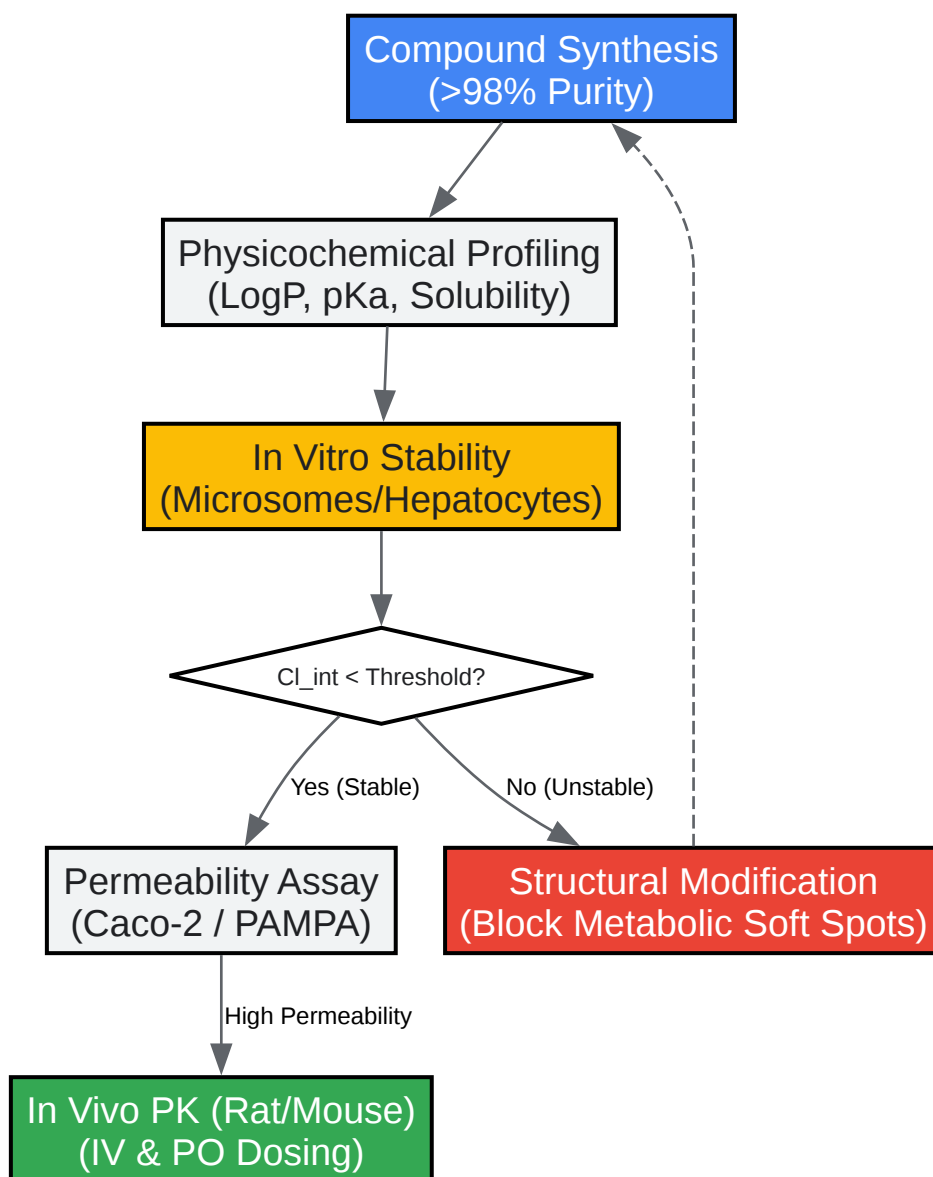 Compound Synthesis
(>98% Purity)
Physicochemical Profiling
(LogP, pKa, Solubility)
In Vitro Stability
(Microsomes/Hepatocytes)
Cl_int < Threshold?
Yes (Stable)
No (Unstable)
Permeability Assay
(Caco-2 / PAMPA)
Structural Modification
(Block Metabolic Soft Spots)
High Permeability
In Vivo PK (Rat/Mouse)
(IV & PO Dosing)